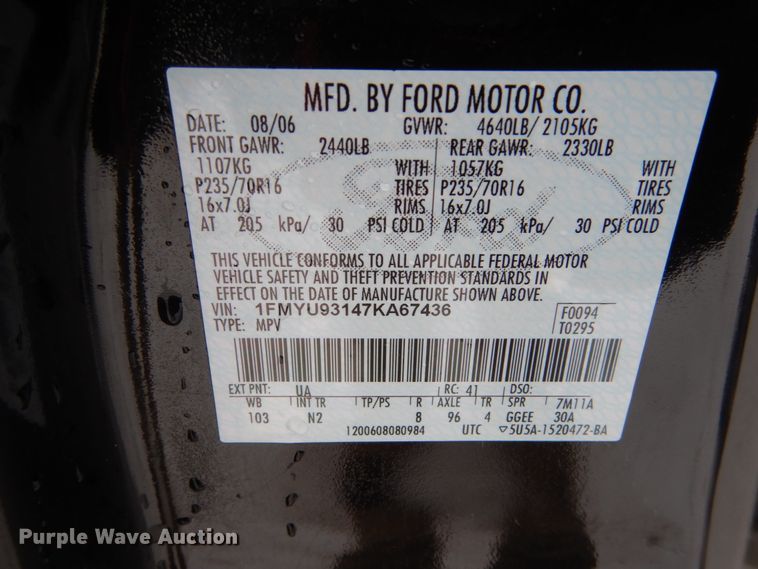 MFD. BY FORD MOTOR CO.
DATE: 08/06 GVWR: 4640LB/ 2105KG
FRONT GAWR: 2440LB REAR GAWR: 2330LB
1107KG WITH 1057KG WITH
P235/70R16 TIRES P235/70R16 TIRES
16x7.0J RIMS 16x7.0J RIMS
AT 205 kPa/ 30 PSI COLD AT 205 kPa/ 30 PSI COLD
Ford
THIS VEHICLE CONFORMS TO ALL APPLICABLE FEDERAL MOTOR
VEHICLE SAFETY AND THEFT PREVENTION STANDARDS IN
EFFECT ON THE DATE OF MANUFACTURE SHOWN ABOVE.
VIN: 1FMYU93147KA67436 F0094
TYPE: MPV T0295
EXT PNT: UA RC: 41 DSO:
WB INT TR TP/PS R AXLE TR SPR 7M11A
103 N2 8 96 4 GGEE 30A
1200608080984 UTC ▽5U5A-1520472-BA
Purple Wave Auction®